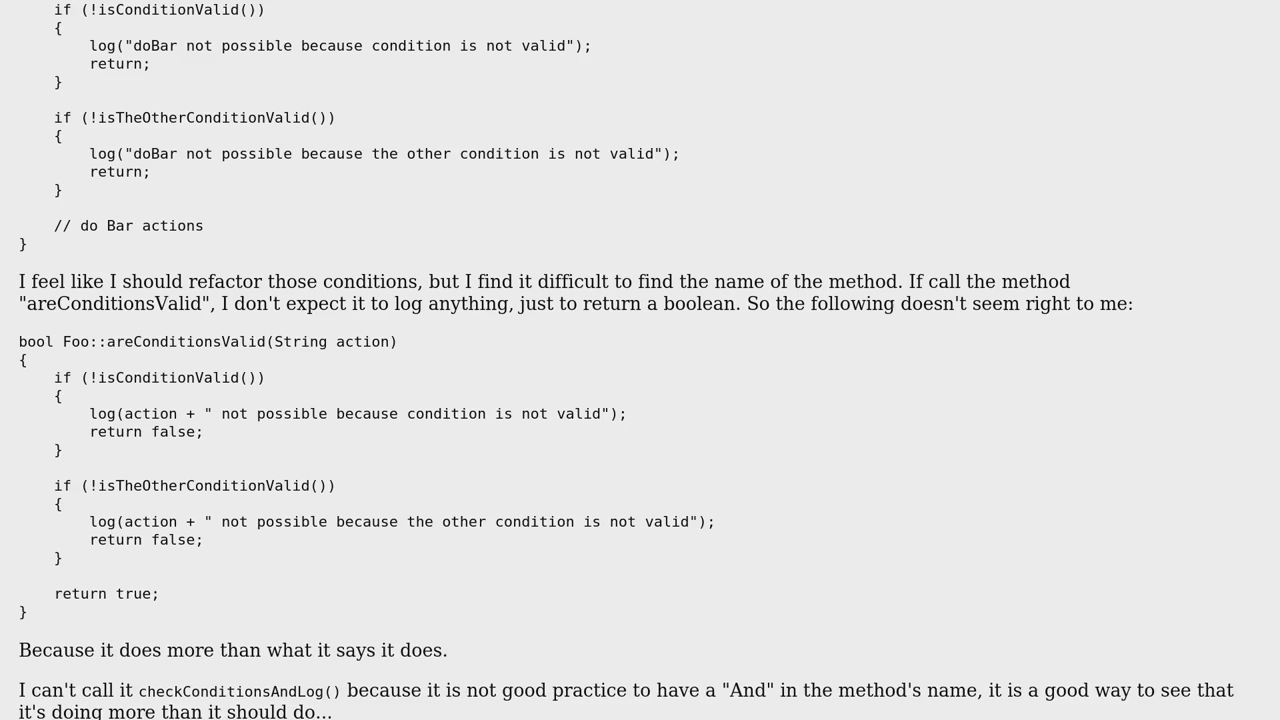 if (!isConditionValid())
    {
        log("doBar not possible because condition is not valid");
        return;
    }

    if (!isTheOtherConditionValid())
    {
        log("doBar not possible because the other condition is not valid");
        return;
    }

    // do Bar actions
}
I feel like I should refactor those conditions, but I find it difficult to find the name of the method. If call the method
"areConditionsValid", I don't expect it to log anything, just to return a boolean. So the following doesn't seem right to me:
bool Foo::areConditionsValid(String action)
{
    if (!isConditionValid())
    {
        log(action + " not possible because condition is not valid");
        return false;
    }

    if (!isTheOtherConditionValid())
    {
        log(action + " not possible because the other condition is not valid");
        return false;
    }

    return true;
}
Because it does more than what it says it does.
I can't call it checkConditionsAndLog() because it is not good practice to have a "And" in the method's name, it is a good way to see that
it's doing more than it should do...